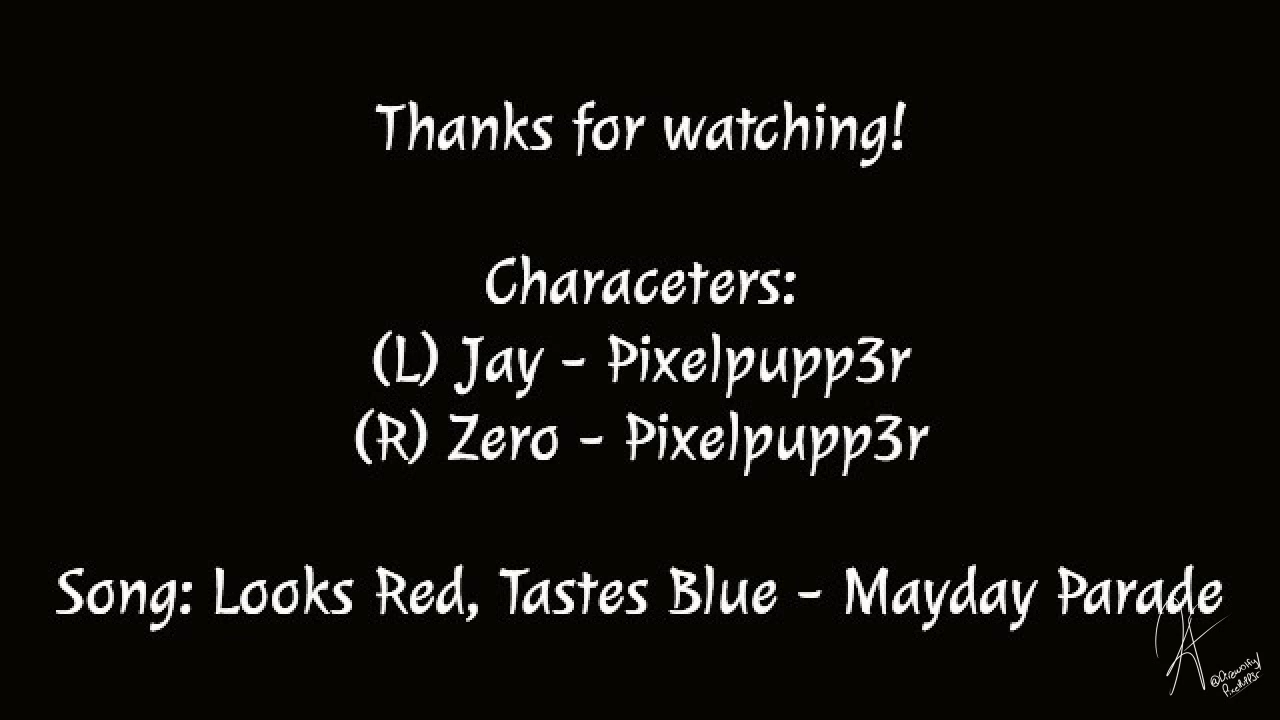 Thanks for watching!
Characeters:
(L) Jay - Pixelpupp3r
(R) Zero - Pixelpupp3r
Song: Looks Red, Tastes Blue - Mayday Parade